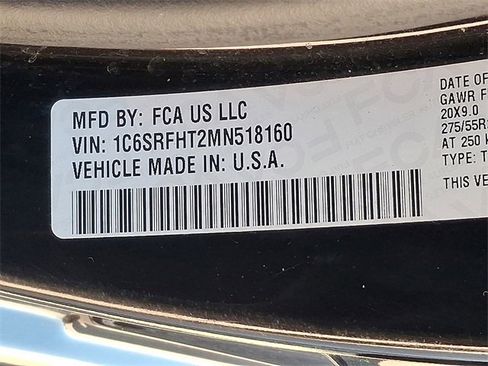 MFD BY: FCA US LLC
VIN: 1C6SRFHT2MN518160
VEHICLE MADE IN: U.S.A.
DATE OF
GAWR F
20X9.0
275/55R
AT 250 k
TYPE: T
THIS VE